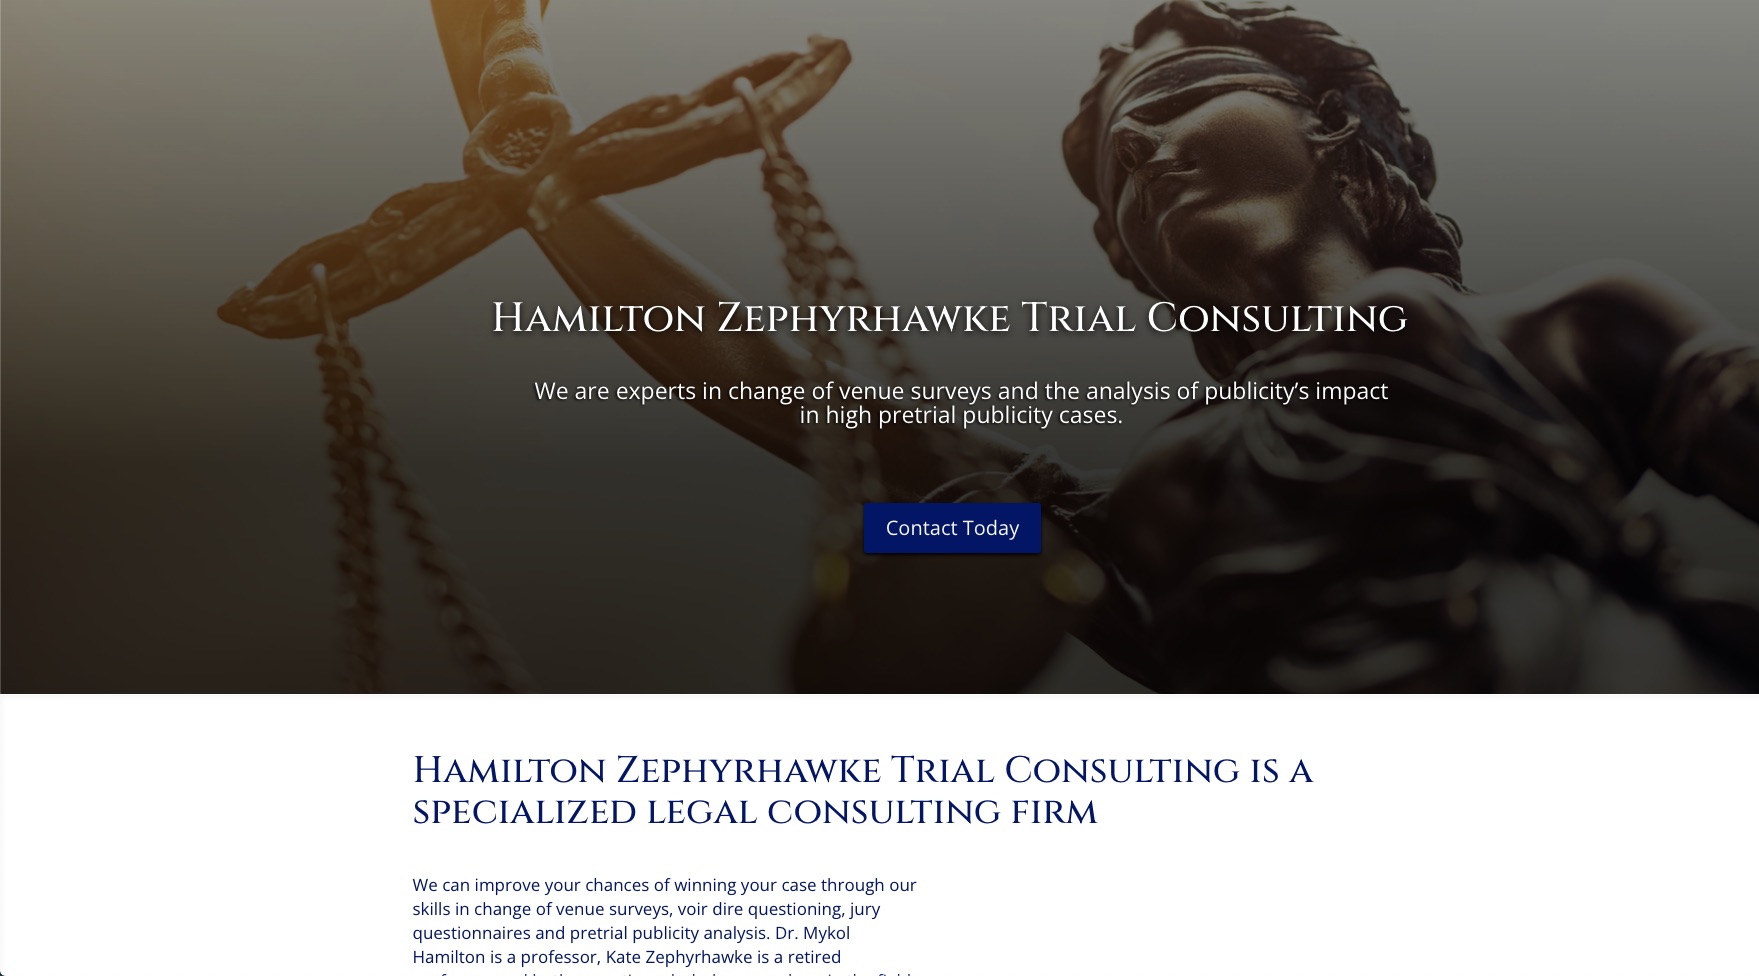 Hamilton Zephyrhawke Trial Consulting
We are experts in change of venue surveys and the analysis of publicity’s impact
in high pretrial publicity cases.
Contact Today
Hamilton Zephyrhawke Trial Consulting is a
specialized legal consulting firm
We can improve your chances of winning your case through our
skills in change of venue surveys, voir dire questioning, jury
questionnaires and pretrial publicity analysis. Dr. Mykol
Hamilton is a professor, Kate Zephyrhawke is a retired